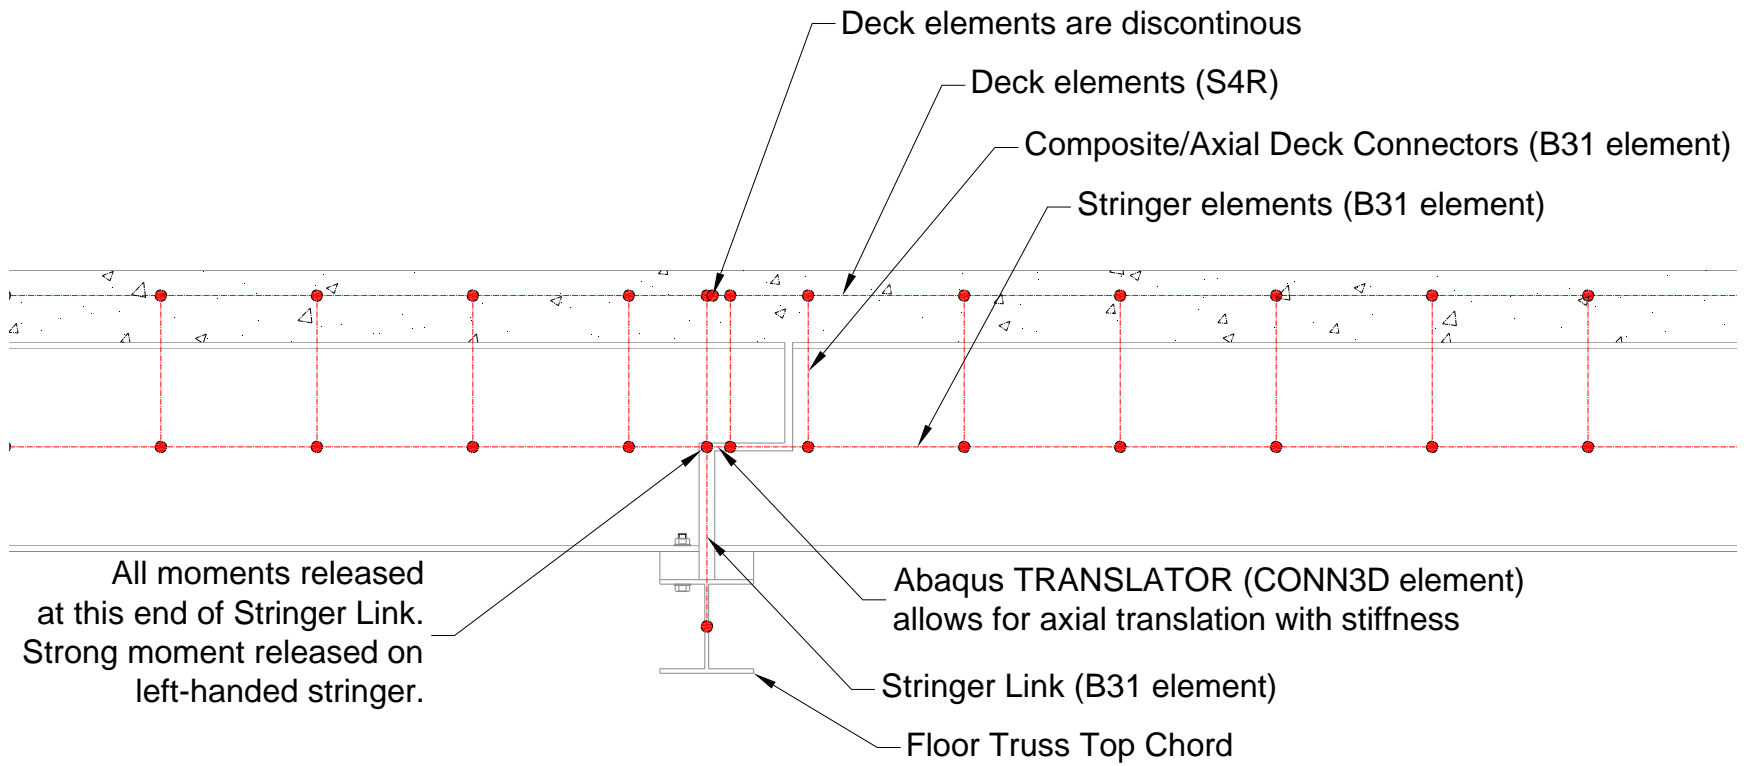 Deck elements are discontinous
Deck elements (S4R)
Composite/Axial Deck Connectors (B31 element)
Stringer elements (B31 element)
All moments released
at this end of Stringer Link.
Strong moment released on
left-handed stringer.
Abaqus TRANSLATOR (CONN3D element)
allows for axial translation with stiffness
Stringer Link (B31 element)
Floor Truss Top Chord